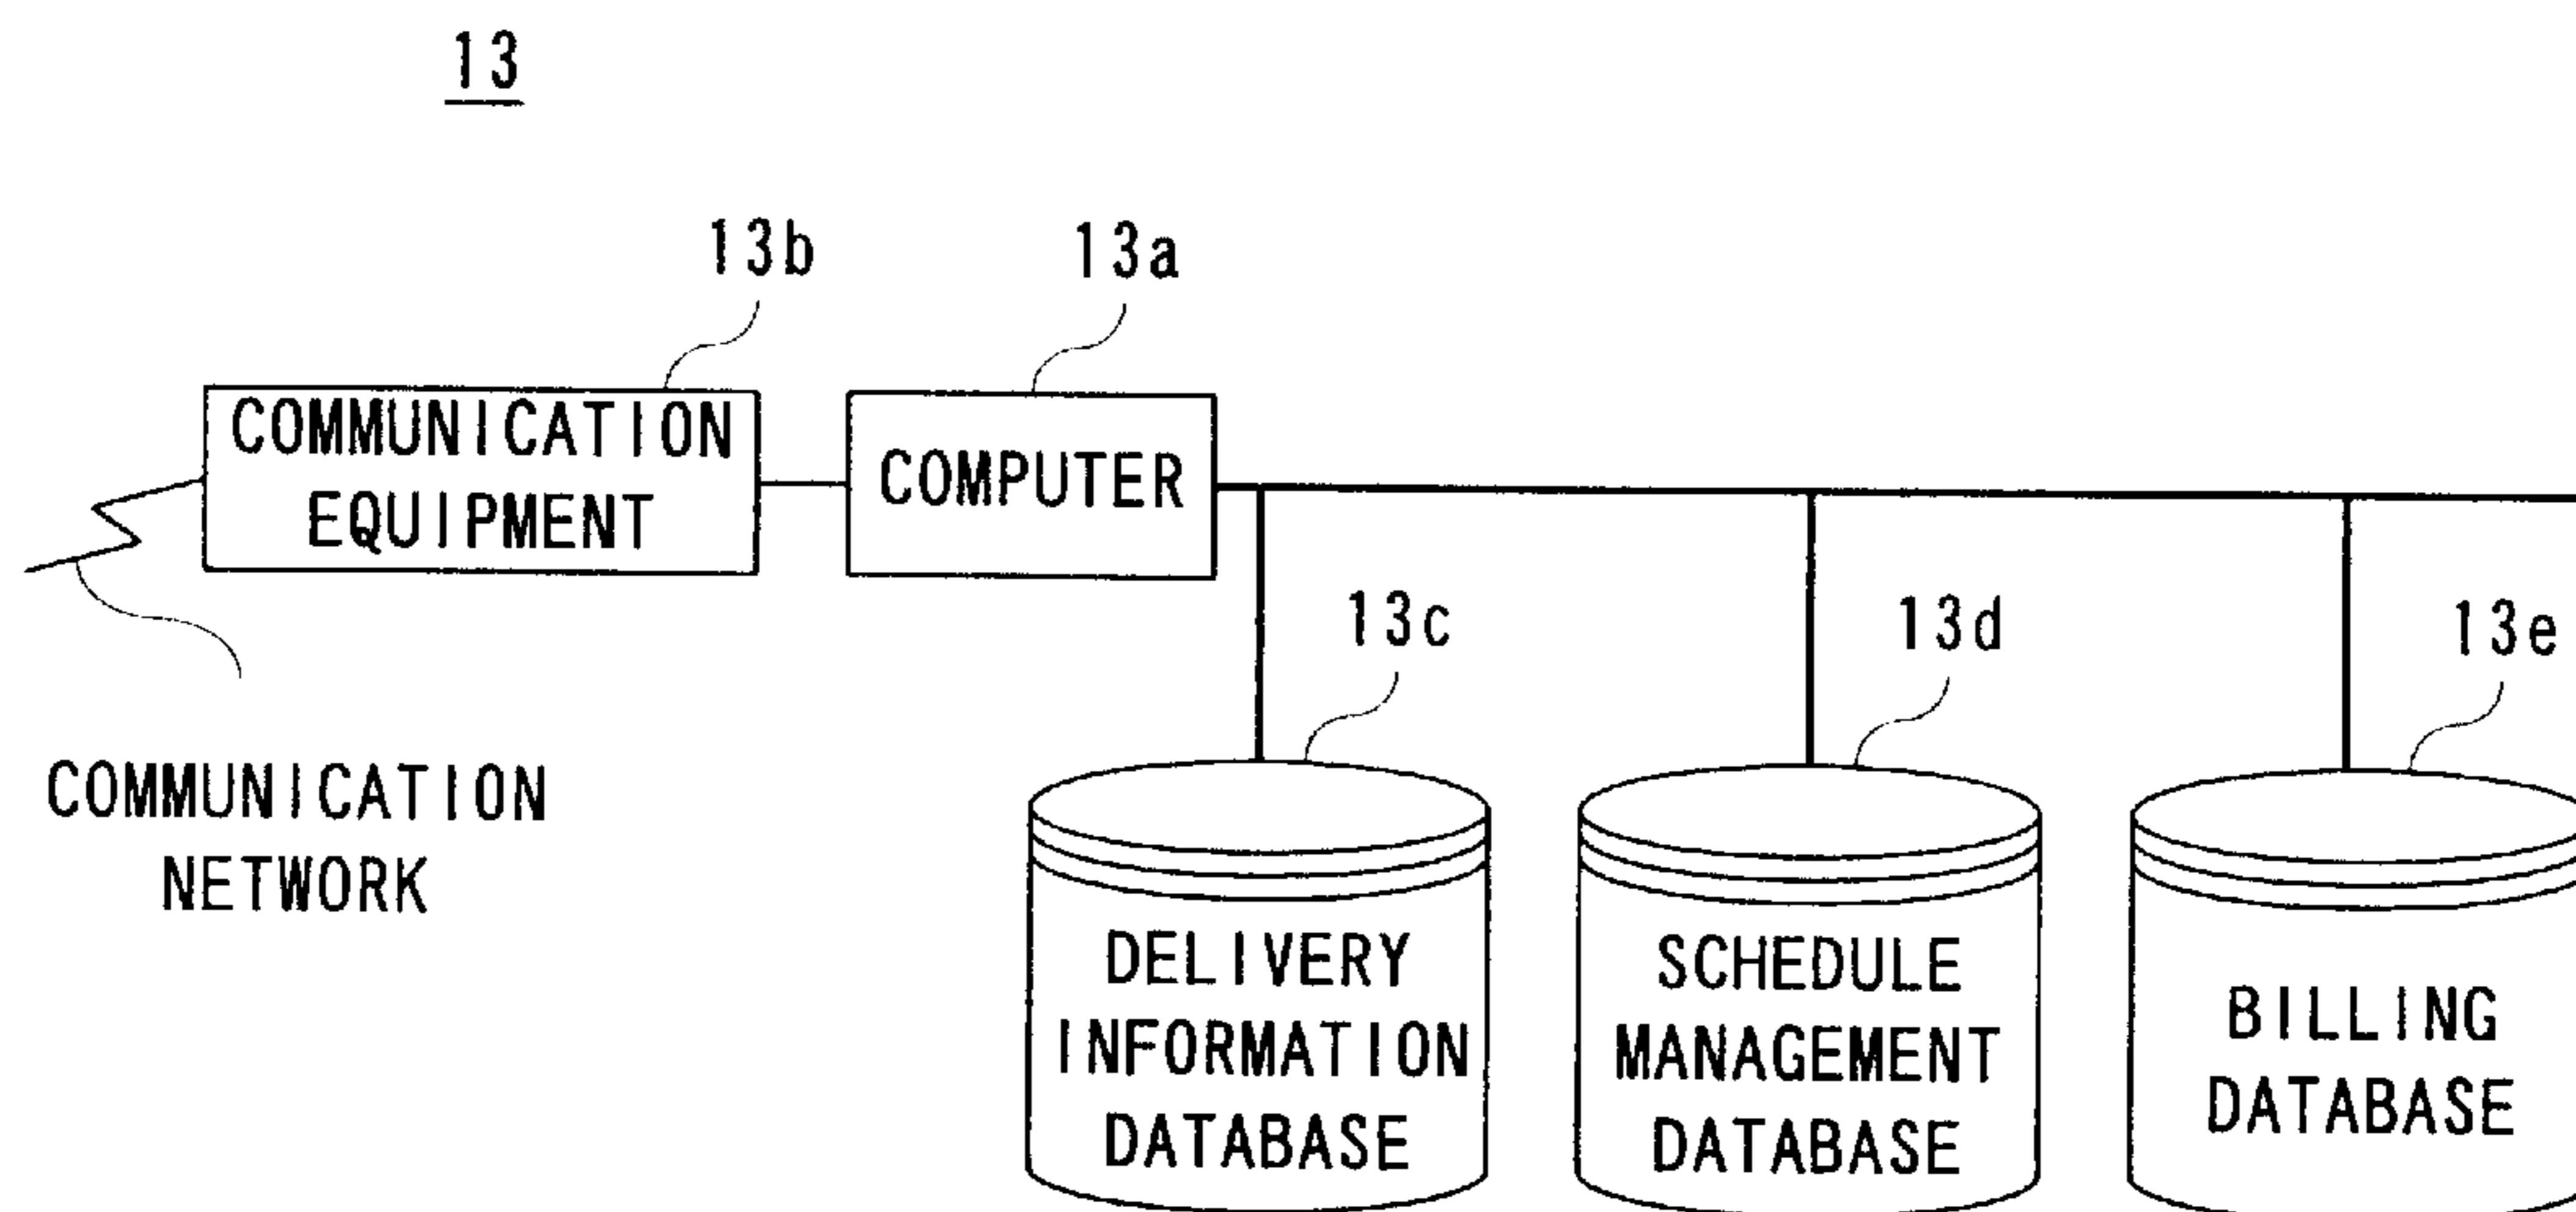 13
13b
13a
COMMUNICATION
EQUIPMENT
COMPUTER
13c
13d
13e
COMMUNICATION
NETWORK
DELIVERY
INFORMATION
DATABASE
SCHEDULE
MANAGEMENT
DATABASE
BILLING
DATABASE